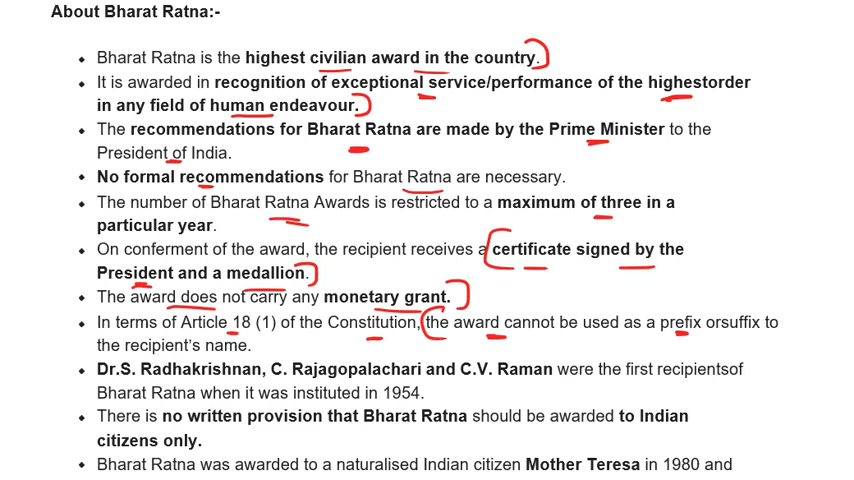 About Bharat Ratna:-
• Bharat Ratna is the highest civilian award in the country.
• It is awarded in recognition of exceptional service/performance of the highestorder
in any field of human endeavour.
• The recommendations for Bharat Ratna are made by the Prime Minister to the
President of India.
• No formal recommendations for Bharat Ratna are necessary.
• The number of Bharat Ratna Awards is restricted to a maximum of three in a
particular year.
• On conferment of the award, the recipient receives a certificate signed by the
President and a medallion.
• The award does not carry any monetary grant.
• In terms of Article 18 (1) of the Constitution, the award cannot be used as a prefix orsuffix to
the recipient's name.
• Dr.S. Radhakrishnan, C. Rajagopalachari and C.V. Raman were the first recipientsof
Bharat Ratna when it was instituted in 1954.
• There is no written provision that Bharat Ratna should be awarded to Indian
citizens only.
• Bharat Ratna was awarded to a naturalised Indian citizen Mother Teresa in 1980 and